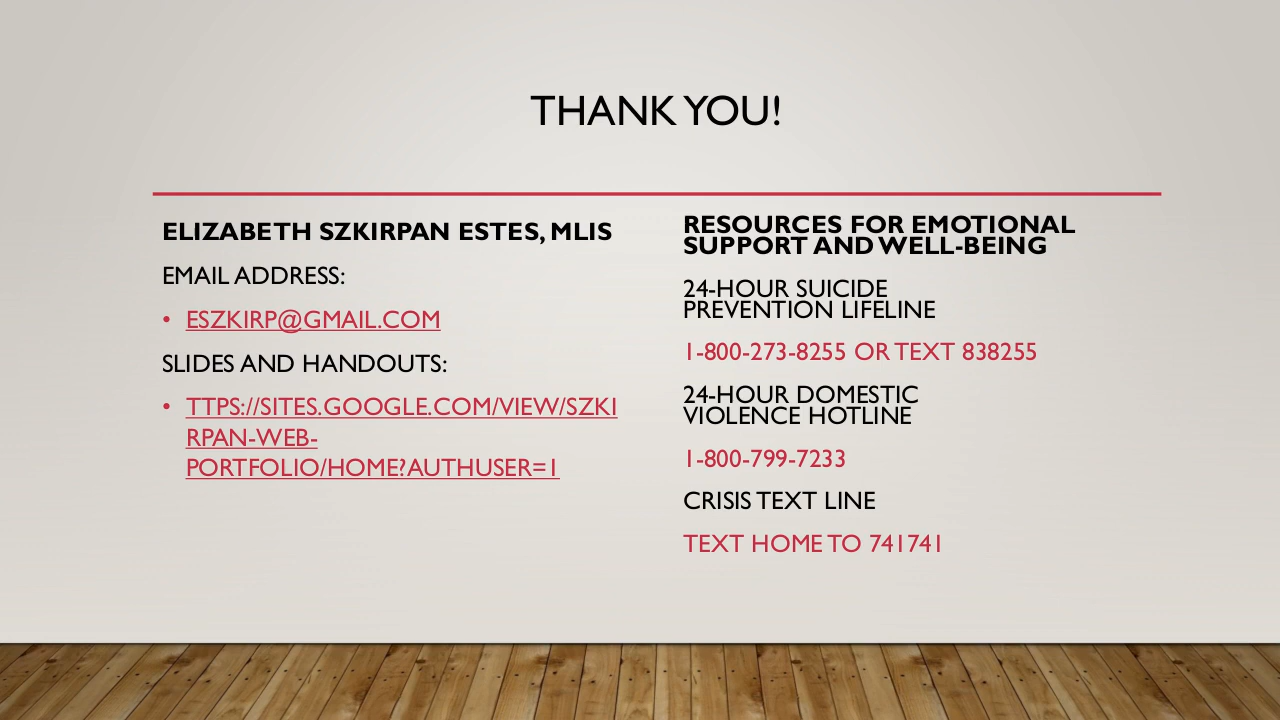 THANK YOU!
ELIZABETH SZKIRPAN ESTES, MLIS
EMAIL ADDRESS:
• ESZKIRP@GMAIL.COM
SLIDES AND HANDOUTS:
• TTPS://SITES.GOOGLE.COM/VIEW/SZKI
RPAN-WEB-
PORTFOLIO/HOME?AUTHUSER=1
RESOURCES FOR EMOTIONAL
SUPPORT AND WELL-BEING
24-HOUR SUICIDE
PREVENTION LIFELINE
1-800-273-8255 OR TEXT 838255
24-HOUR DOMESTIC
VIOLENCE HOTLINE
1-800-799-7233
CRISIS TEXT LINE
TEXT HOME TO 741741